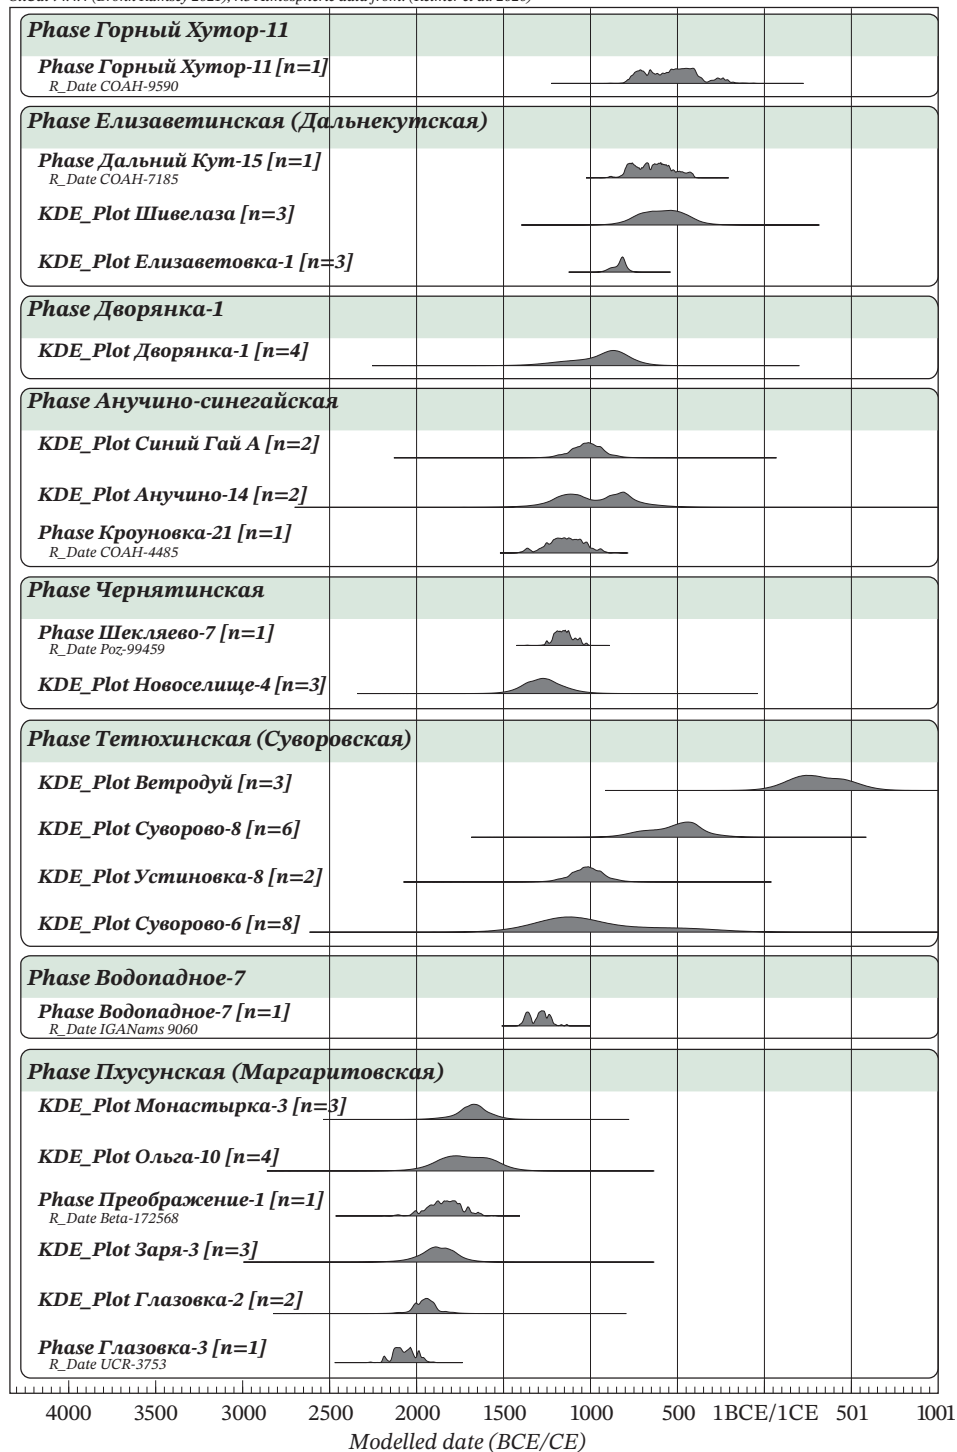 Phase Горный Хутор-11
Phase Горный Хутор-11 [n=1]
R_Date СОАН-9590
Phase Елизаветинская (Дальнекутская)
Phase Дальний Кут-15 [n=1]
R_Date СОАН-7185
KDE_Plot Шивелаза [n=3]
KDE_Plot Елизаветовка-1 [n=3]
Phase Дворянка-1
KDE_Plot Дворянка-1 [n=4]
Phase Анучино-синегайская
KDE_Plot Синий Гай А [n=2]
KDE_Plot Анучино-14 [n=2]
Phase Кроуновка-21 [n=1]
R_Date СОАН-4485
Phase Чернятинская
Phase Шекляево-7 [n=1]
R_Date Poz-99459
KDE_Plot Новоселище-4 [n=3]
Phase Тетюхинская (Суворовская)
KDE_Plot Ветродуй [n=3]
KDE_Plot Суворово-8 [n=6]
KDE_Plot Устиновка-8 [n=2]
KDE_Plot Суворово-6 [n=8]
Phase Водопадное-7
Phase Водопадное-7 [n=1]
R_Date IGANams 9060
Phase Пхусунская (Маргаритовская)
KDE_Plot Монастырка-3 [n=3]
KDE_Plot Ольга-10 [n=4]
Phase Преображение-1 [n=1]
R_Date Beta-172568
KDE_Plot Заря-3 [n=3]
KDE_Plot Глазовка-2 [n=2]
Phase Глазовка-3 [n=1]
R_Date UCR-3753
4000 3500 3000 2500 2000 1500 1000 500 1BCE/1CE 501 1001
Modelled date (BCE/CE)